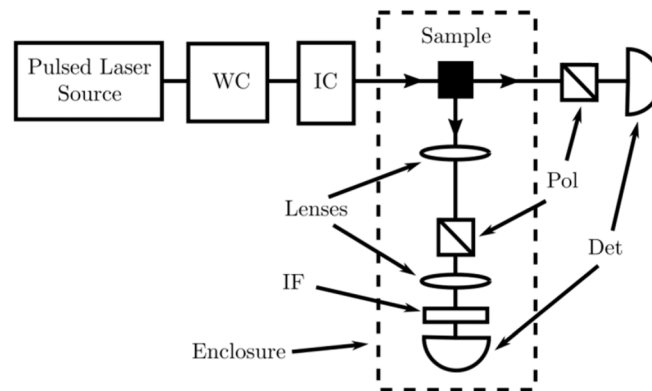 Sample
Pulsed Laser
Source
WC
IC
Pol
Lenses
Det
IF
Enclosure